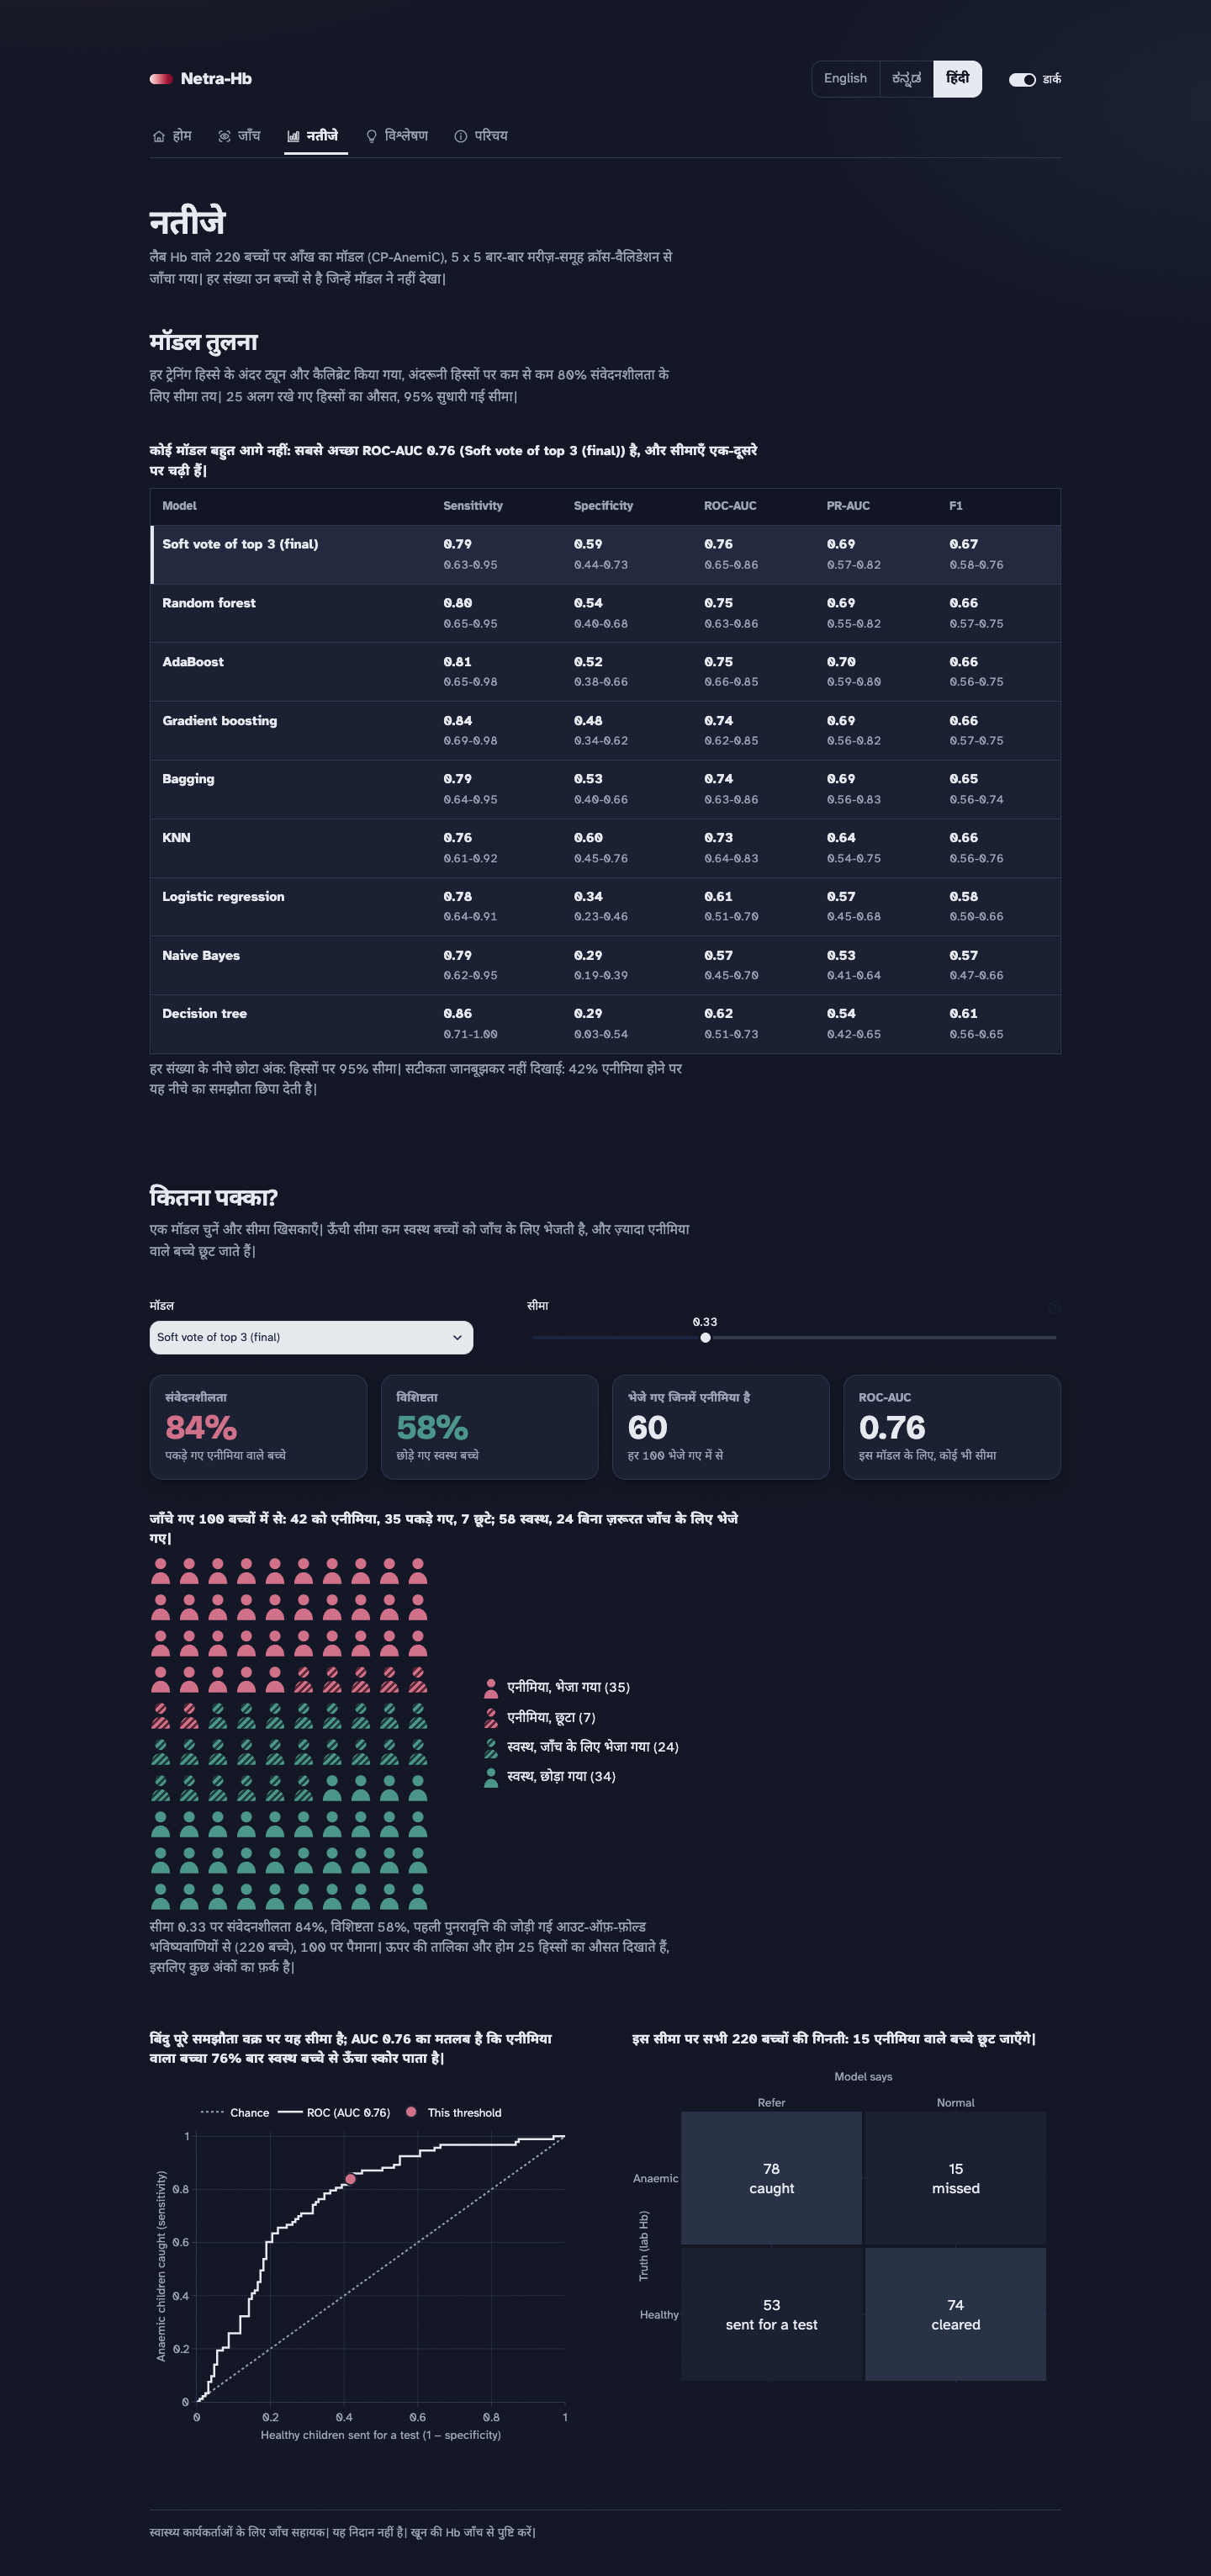 Netra-Hb
English ಕನ್ನಡ हिंदी डार्क
होम जाँच नतीजे विश्लेषण परिचय
नतीजे
लैब Hb वाले 220 बच्चों पर आँख का मॉडल (CP-AnemiC), 5 x 5 बार-बार मरीज़-समूह क्रॉस-वैलिडेशन से
जाँचा गया| हर संख्या उन बच्चों से है जिन्हें मॉडल ने नहीं देखा|
मॉडल तुलना
हर ट्रेनिंग हिस्से के अंदर ट्यून और कैलिब्रेट किया गया, अंदरूनी हिस्सों पर कम से कम 80% संवेदनशीलता के
लिए सीमा तय| 25 अलग रखे गए हिस्सों का औसत, 95% सुधारी गई सीमा|
कोई मॉडल बहुत आगे नहीं: सबसे अच्छा ROC-AUC 0.76 (Soft vote of top 3 (final)) है, और सीमाएँ एक-दूसरे
पर चढ़ी हैं|
Model Sensitivity Specificity ROC-AUC PR-AUC F1
Soft vote of top 3 (final) 0.79 0.59 0.76 0.69 0.67
0.63-0.95 0.44-0.73 0.65-0.86 0.57-0.82 0.58-0.76
Random forest 0.80 0.54 0.75 0.69 0.66
0.65-0.95 0.40-0.68 0.63-0.86 0.55-0.82 0.57-0.75
AdaBoost 0.81 0.52 0.75 0.70 0.66
0.65-0.98 0.38-0.66 0.66-0.85 0.59-0.80 0.56-0.75
Gradient boosting 0.84 0.48 0.74 0.69 0.66
0.69-0.98 0.34-0.62 0.62-0.85 0.56-0.82 0.57-0.75
Bagging 0.79 0.53 0.74 0.69 0.65
0.64-0.95 0.40-0.66 0.63-0.86 0.56-0.83 0.56-0.74
KNN 0.76 0.60 0.73 0.64 0.66
0.61-0.92 0.45-0.76 0.64-0.83 0.54-0.75 0.56-0.76
Logistic regression 0.78 0.34 0.61 0.57 0.58
0.64-0.91 0.23-0.46 0.51-0.70 0.45-0.68 0.50-0.66
Naive Bayes 0.79 0.29 0.57 0.53 0.57
0.62-0.95 0.19-0.39 0.45-0.70 0.41-0.64 0.47-0.66
Decision tree 0.86 0.29 0.62 0.54 0.61
0.71-1.00 0.03-0.54 0.51-0.73 0.42-0.65 0.56-0.65
हर संख्या के नीचे छोटा अंक: हिस्सों पर 95% सीमा| सटीकता जानबूझकर नहीं दिखाई: 42% एनीमिया होने पर
यह नीचे का समझौता छिपा देती है|
कितना पक्का?
एक मॉडल चुनें और सीमा खिसकाएँ| ऊँची सीमा कम स्वस्थ बच्चों को जाँच के लिए भेजती है, और ज़्यादा एनीमिया
वाले बच्चे छूट जाते हैं|
मॉडल सीमा
0.33
Soft vote of top 3 (final)
संवेदनशीलता विशिष्टता भेजे गए जिनमें एनीमिया है ROC-AUC
84% 58% 60 0.76
पकड़े गए एनीमिया वाले बच्चे छोड़े गए स्वस्थ बच्चे हर 100 भेजे गए में से इस मॉडल के लिए, कोई भी सीमा
जाँचे गए 100 बच्चों में से: 42 को एनीमिया, 35 पकड़े गए, 7 छूटे; 58 स्वस्थ, 24 बिना ज़रूरत जाँच के लिए भेजे
गए|
एनीमिया, भेजा गया (35)
एनीमिया, छूटा (7)
स्वस्थ, जाँच के लिए भेजा गया (24)
स्वस्थ, छोड़ा गया (34)
सीमा 0.33 पर संवेदनशीलता 84%, विशिष्टता 58%, पहली पुनरावृत्ति की जोड़ी गई आउट-ऑफ़-फ़ोल्ड
भविष्यवाणियों से (220 बच्चे), 100 पर पैमाना| ऊपर की तालिका और होम 25 हिस्सों का औसत दिखाते हैं,
इसलिए कुछ अंकों का फ़र्क है|
बिंदु पूरे समझौता वक्र पर यह सीमा है; AUC 0.76 का मतलब है कि एनीमिया
वाला बच्चा 76% बार स्वस्थ बच्चे से ऊँचा स्कोर पाता है|
Chance ROC (AUC 0.76) This threshold
Anaemic children caught (sensitivity)
1
0.8
0.6
0.4
0.2
0
0 0.2 0.4 0.6 0.8 1
Healthy children sent for a test (1 – specificity)
इस सीमा पर सभी 220 बच्चों की गिनती: 15 एनीमिया वाले बच्चे छूट जाएँगे|
Model says
Refer Normal
Truth (lab Hb)
Anaemic
78 15
caught missed
Healthy
53 74
sent for a test cleared
स्वास्थ्य कार्यकर्ताओं के लिए जाँच सहायक| यह निदान नहीं है| खून की Hb जाँच से पुष्टि करें|